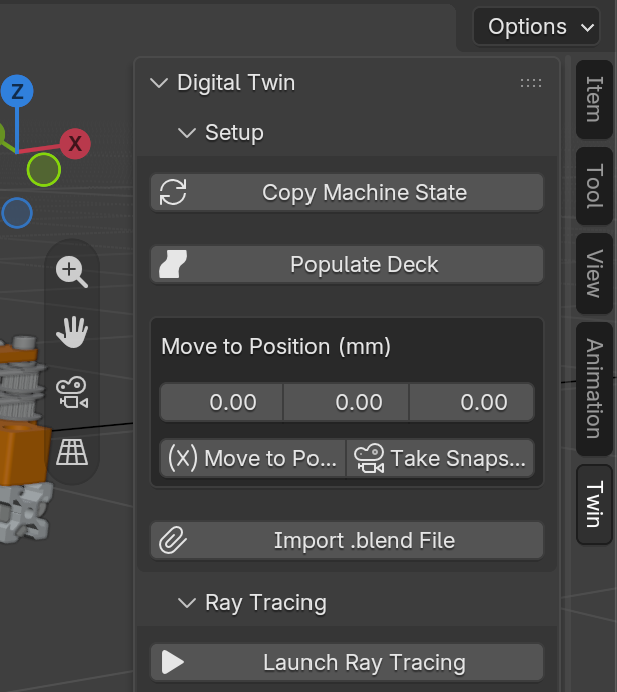 Options
Digital Twin
Setup
Copy Machine State
Populate Deck
Move to Position (mm)
0.00 0.00 0.00
(X) Move to Po... Take Snaps...
Import .blend File
Ray Tracing
Launch Ray Tracing
Z
X
Item
Tool
View
Animation
Twin